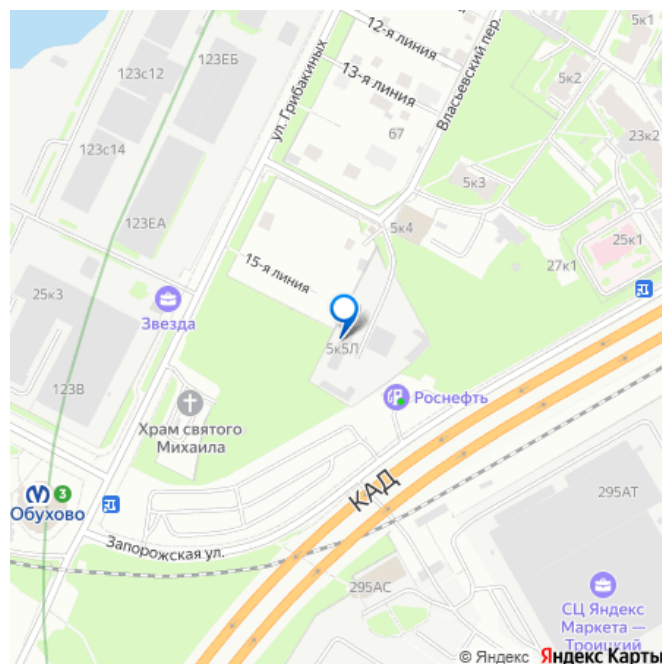 12-я линия
123ЕБ
5к1
123с12
ул. Грибакиных
13-я линия
Власьевский пер.
5к2
67
23к2
123с14
5к3
123ЕА
5к4
25к1
15-я линия
27к1
25к3
Звезда
5к5Л
123В
Роснефть
Храм святого
Михаила
КАД
295АТ
3
Обухово
Запорожская ул.
295АС
СЦ Яндекс
Маркета —
Троицкий
© Яндекс Яндекс Карты